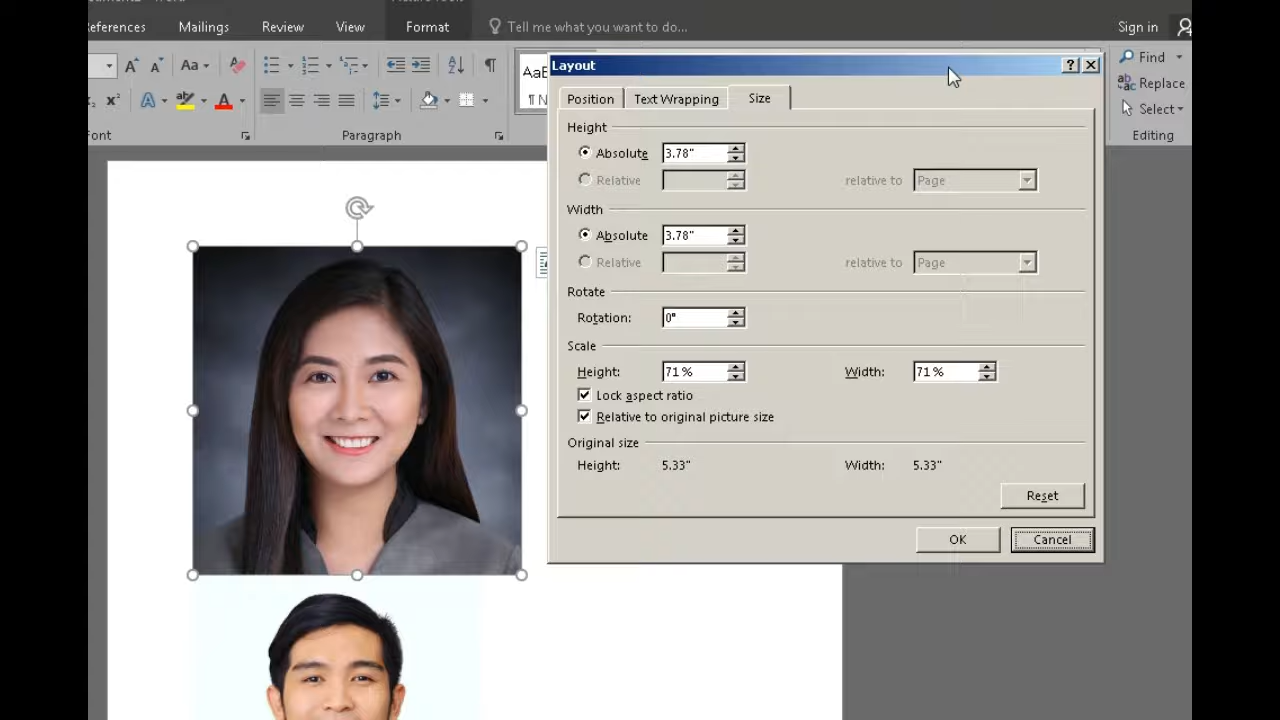 References
Mailings
Review
View
Format
Tell me what you want to do...
Sign in
Aa
A
Find
Replace
Select
Paragraph
Editing
Layout
Position
Text Wrapping
Size
Height
Absolute 3.78"
Relative relative to Page
Width
Absolute 3.78"
Relative relative to Page
Rotate
Rotation: 0°
Scale
Height: 71% Width: 71%
Lock aspect ratio
Relative to original picture size
Original size
Height: 5.33" Width: 5.33"
Reset
OK Cancel